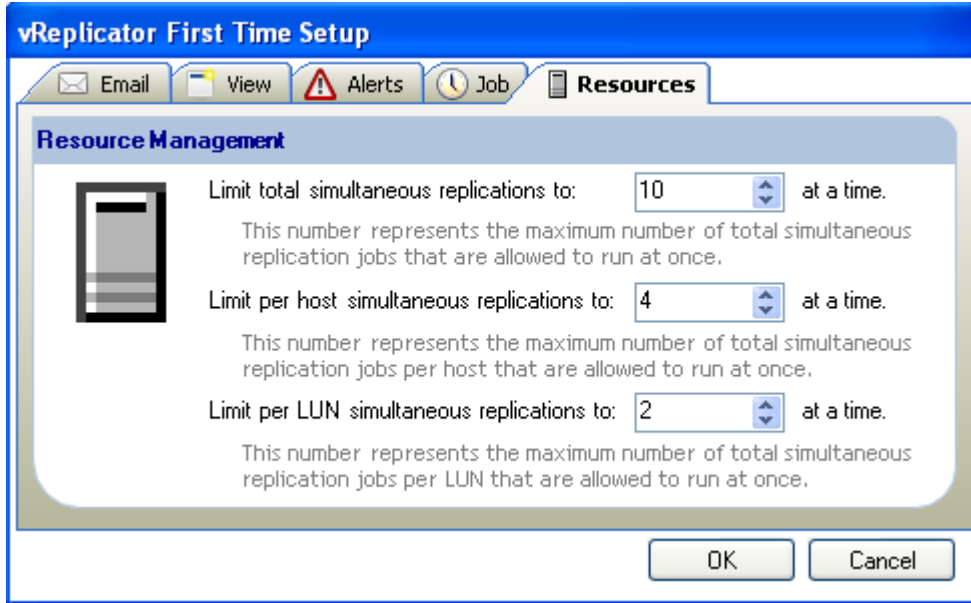 vReplicator First Time Setup
Email View Alerts Job Resources
Resource Management
Limit total simultaneous replications to: 10 at a time.
This number represents the maximum number of total simultaneous
replication jobs that are allowed to run at once.
Limit per host simultaneous replications to: 4 at a time.
This number represents the maximum number of total simultaneous
replication jobs per host that are allowed to run at once.
Limit per LUN simultaneous replications to: 2 at a time.
This number represents the maximum number of total simultaneous
replication jobs per LUN that are allowed to run at once.
OK Cancel